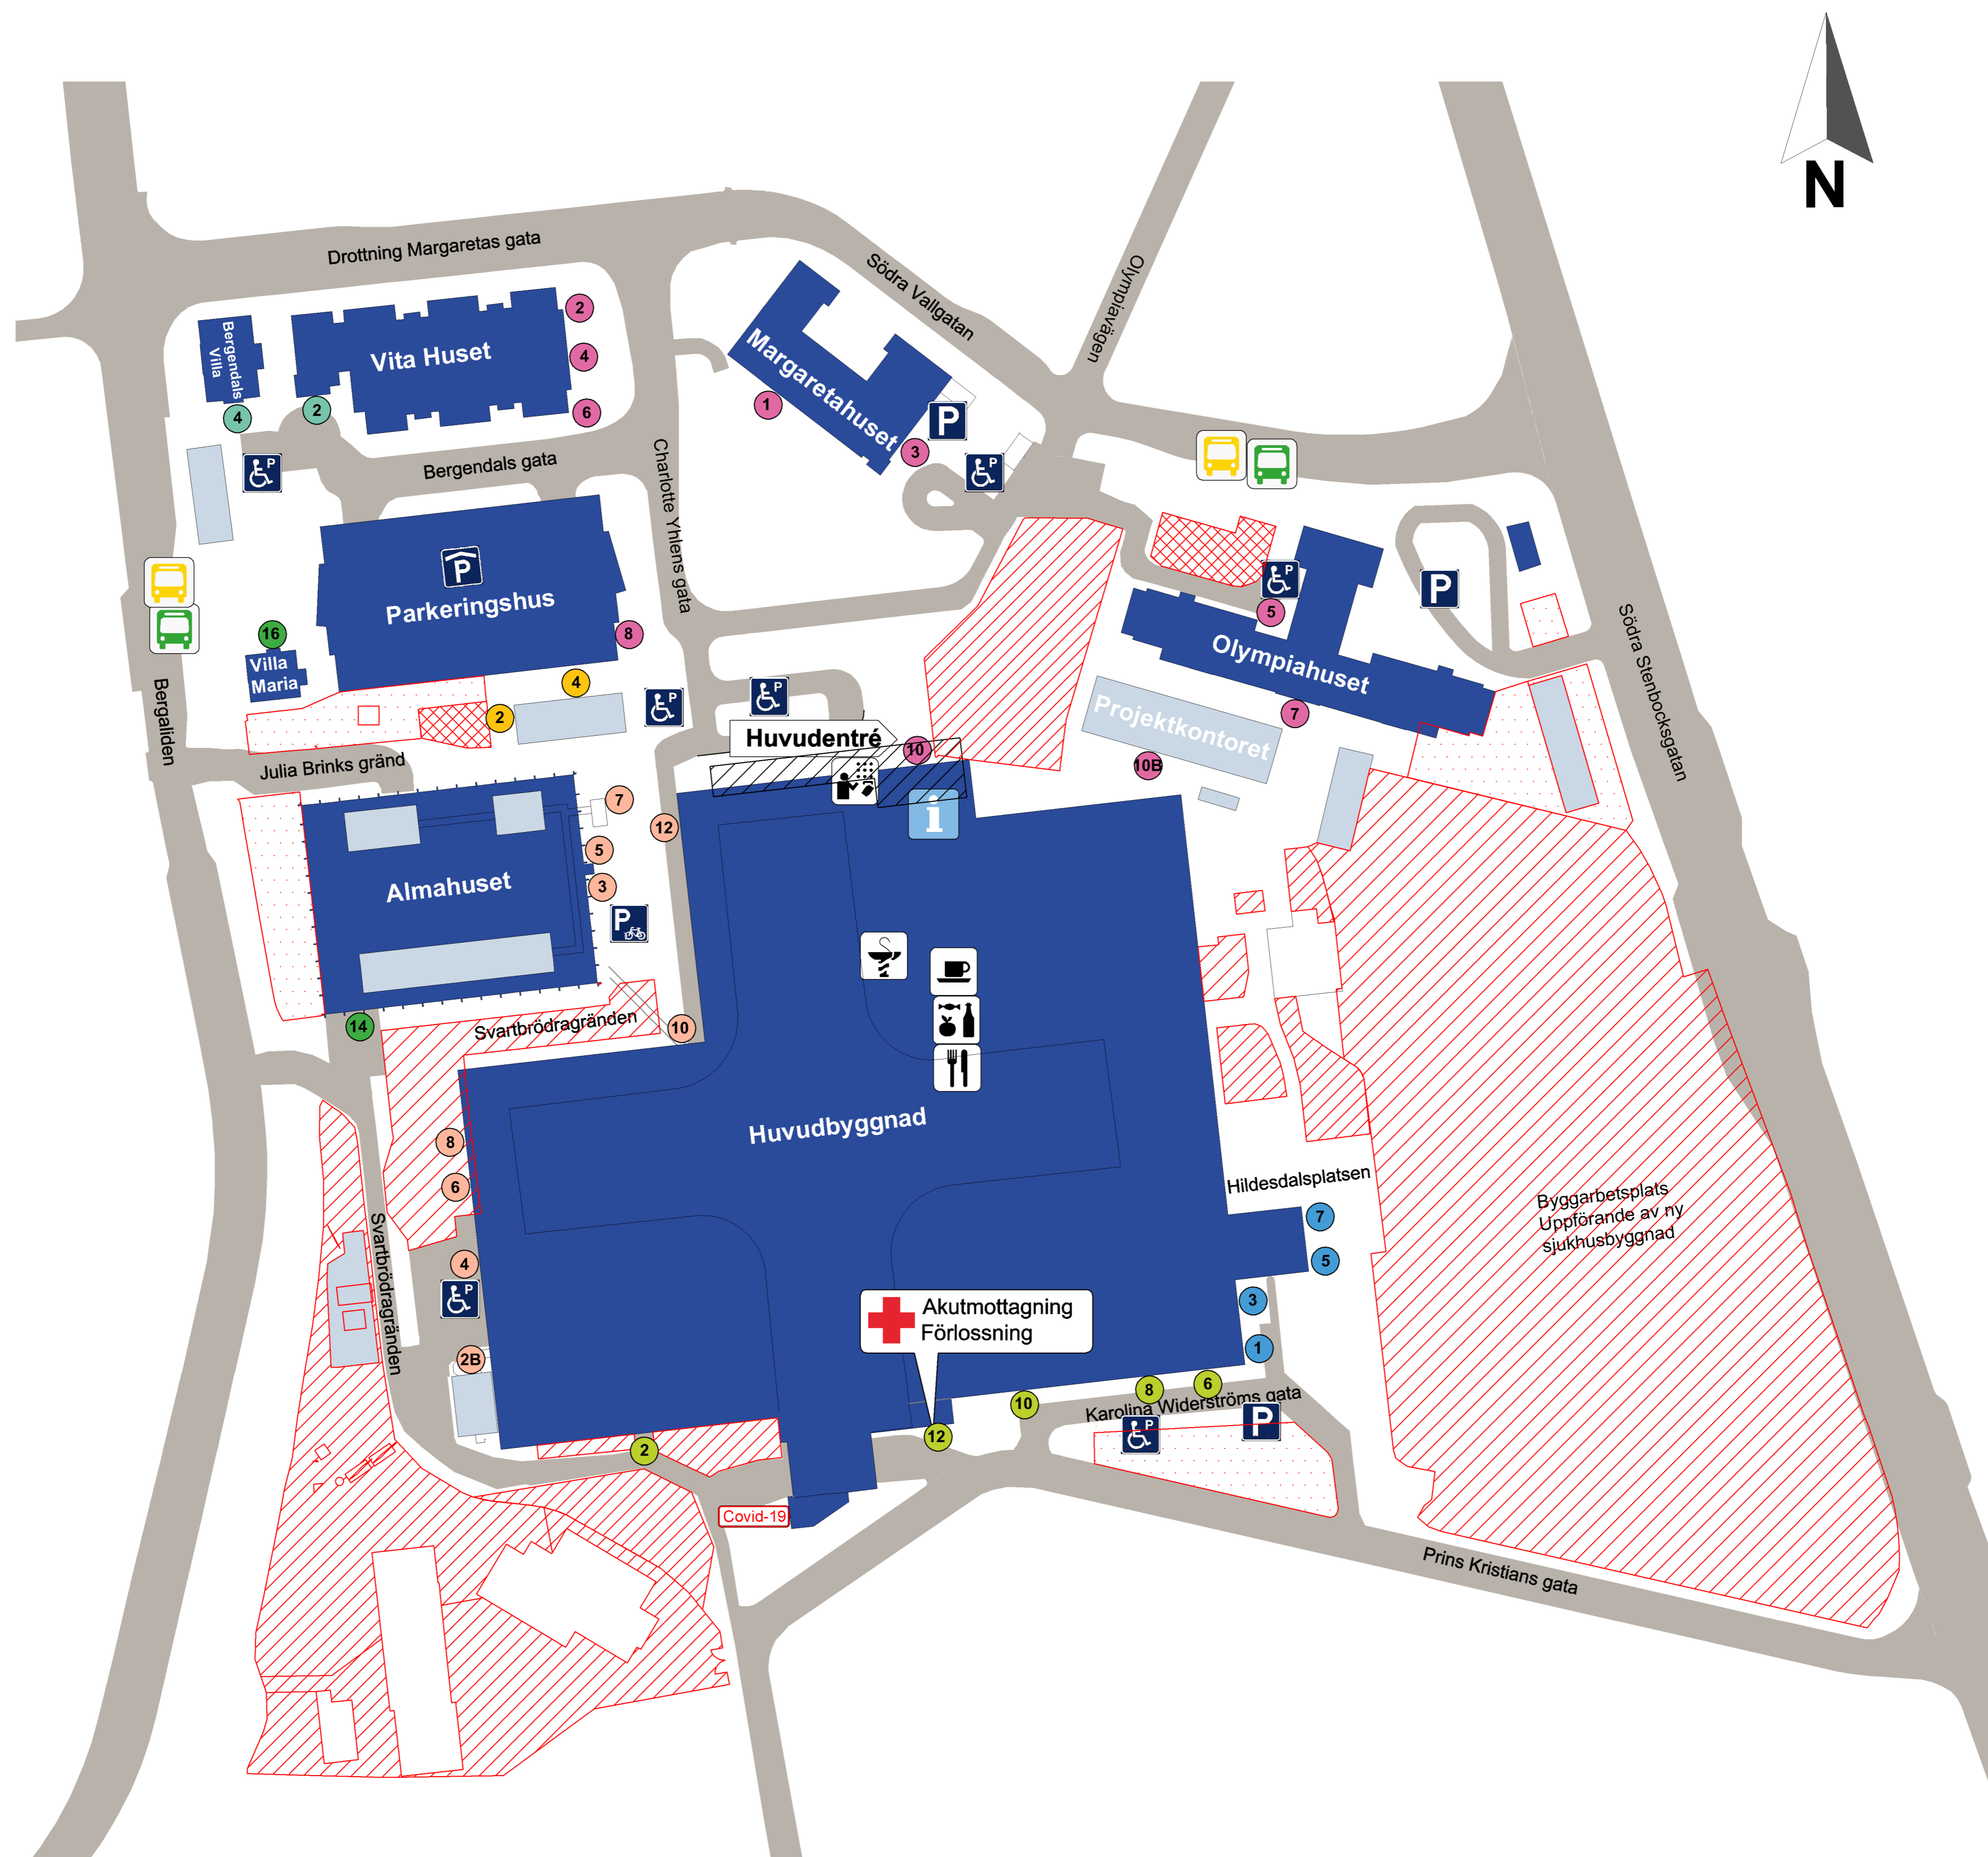 N
Drottning Margaretas gata
Södra Vallgatan
Olympiavägen
Bergendals
Villa
Vita Huset
2
4
6
4
2
P
Margaretahuset
1
3
P
P
Bergendals gata
Charlotte Yhlens gata
P
Parkeringshus
8
16
Villa
Maria
4
2
P
P
Huvudentré
10
i
P
5
Olympiahuset
7
P
Projektkontoret
10B
Södra Stenbocksgatan
Bergaliden
Julia Brinks gränd
7
12
5
3
Almahuset
P
14
Svartbrödragränden
10
Huvudbyggnad
8
6
4
P
2B
Svartbrödragränden
Hildesdalsplatsen
7
5
3
1
Byggarbetsplats
Uppförande av ny
sjukhusbyggnad
Akutmottagning
Förlossning
10
8
6
12
2
Karolina Widerströms gata
P
P
Covid-19
Prins Kristians gata